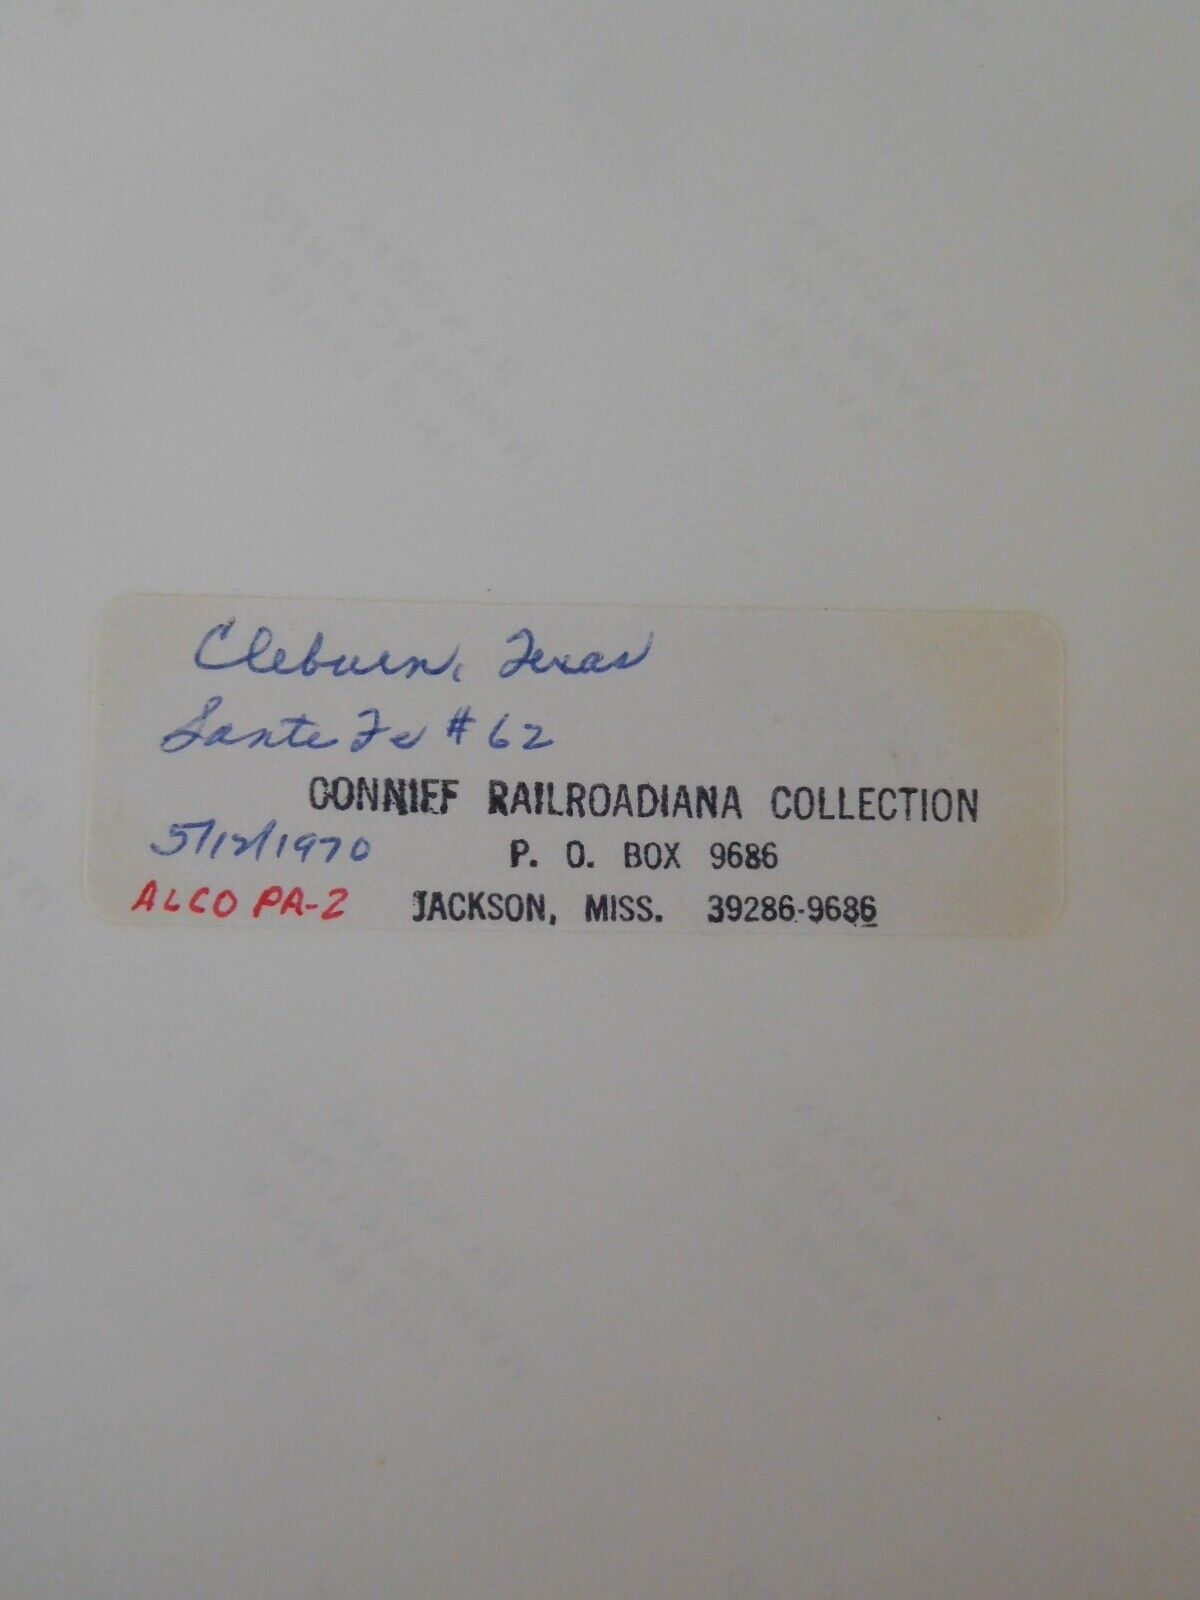 Cleburn, Texas
Santa Fe #62
CONNIEF RAILROADIANA COLLECTION
5/12/1970 P. O. BOX 9686
ALCO PA-2 JACKSON, MISS. 39286-9686